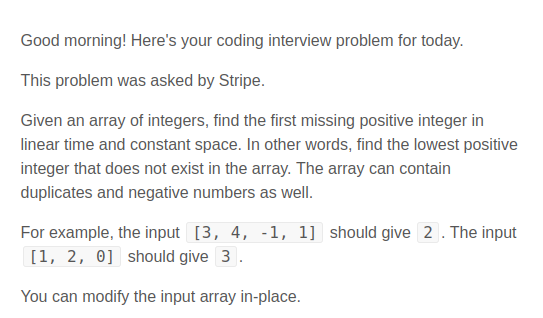 Good morning! Here's your coding interview problem for today.
This problem was asked by Stripe.
Given an array of integers, find the first missing positive integer in
linear time and constant space. In other words, find the lowest positive
integer that does not exist in the array. The array can contain
duplicates and negative numbers as well.
For example, the input [3, 4, -1, 1] should give 2. The input
[1, 2, 0] should give 3.
You can modify the input array in-place.